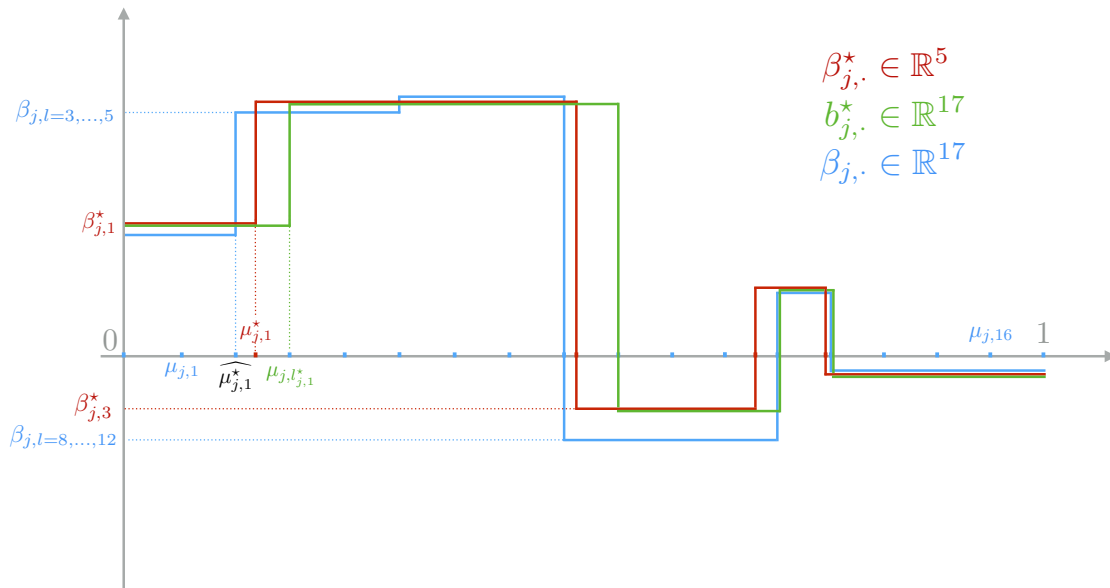 β⋆j,· ∈ ℝ⁵
b⋆j,· ∈ ℝ¹⁷
βj,· ∈ ℝ¹⁷
βj,l=3,...,5
β⋆j,1
0
μ⋆j,1
μj,16
1
μj,1
μ̂⋆j,1
μj,l⋆j,1
β⋆j,3
βj,l=8,...,12